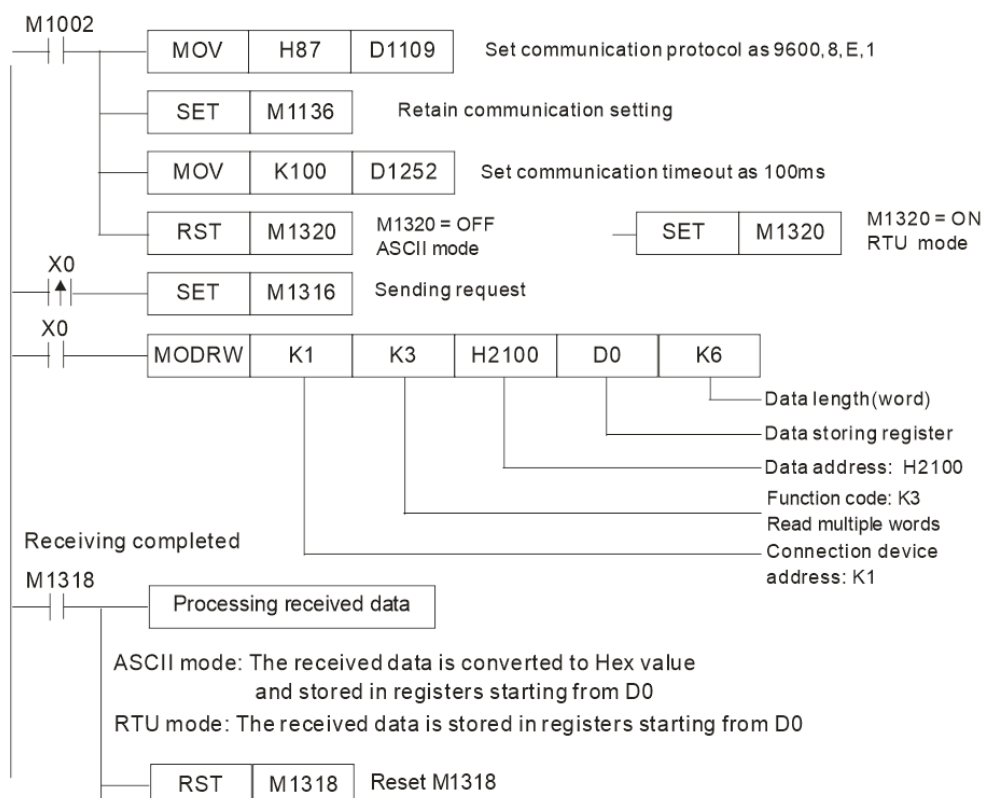 M1002
MOV H87 D1109 Set communication protocol as 9600,8,E,1
SET M1136 Retain communication setting
MOV K100 D1252 Set communication timeout as 100ms
RST M1320 M1320 = OFF
ASCII mode
SET M1320 M1320 = ON
RTU mode
X0
SET M1316 Sending request
X0
MODRW K1 K3 H2100 D0 K6
Data length(word)
Data storing register
Data address: H2100
Function code: K3
Read multiple words
Connection device
address: K1
Receiving completed
M1318
Processing received data
ASCII mode: The received data is converted to Hex value
and stored in registers starting from D0
RTU mode: The received data is stored in registers starting from D0
RST M1318 Reset M1318